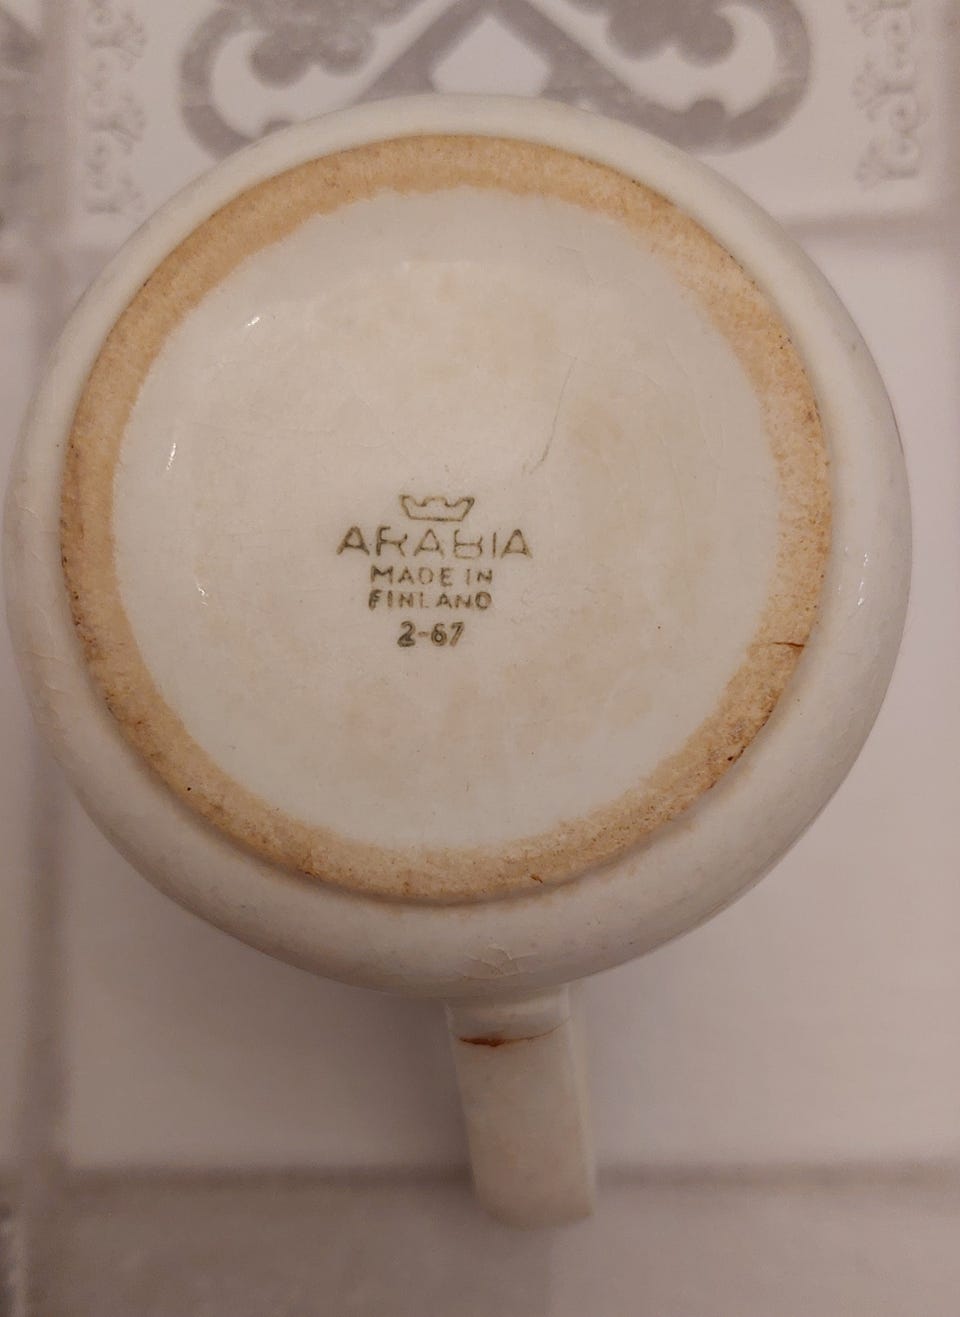 ARABIA
MADE IN
FINLAND
2-67